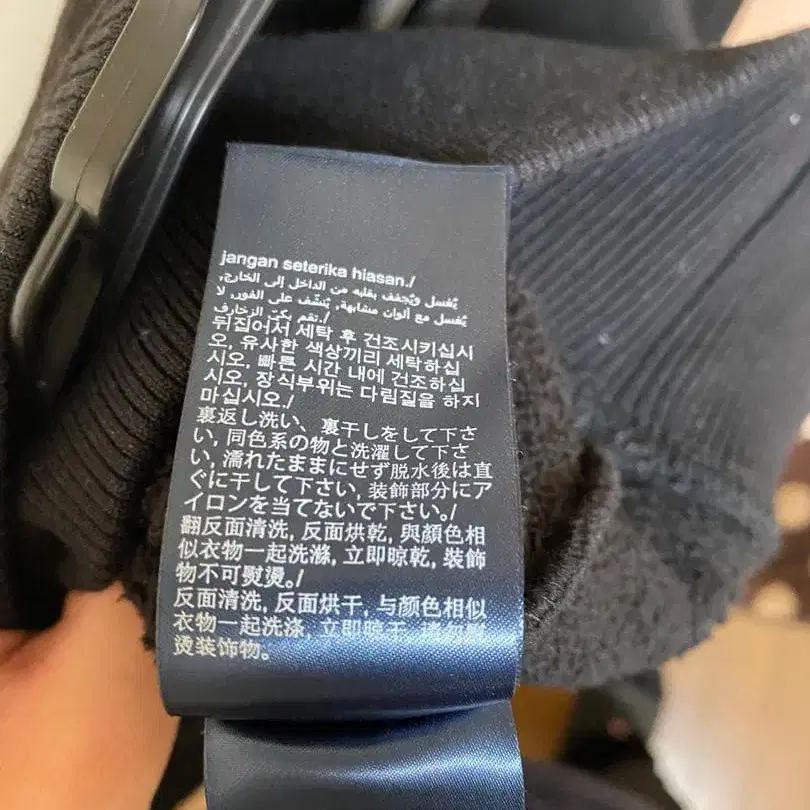 jangan seterika hiasan./
يُغسل ويُجفف بقلبه من الداخل إلى الخارج,
يُغسل مع ألوان مشابهة, يُنشّف على الفور, لا
تقم بكيّ الزخارف./
뒤집어서 세탁 후 건조시키십시
오, 유사한 색상끼리 세탁하십
시오, 빠른 시간 내에 건조하십
시오, 장식부위는 다림질을 하지
마십시오./
裏返し洗い、裏干しをして下さ
い, 同色系の物と洗濯して下さ
い, 濡れたままにせず脱水後は直
ぐに干して下さい, 装飾部分にア
イロンを当てないで下さい。/
翻反面清洗, 反面烘乾, 與顏色相
似衣物一起洗滌, 立即晾乾, 裝飾
物不可熨燙。/
反面清洗, 反面烘干, 与颜色相似
衣物一起洗涤, 立即晾干, 请勿熨
烫装饰物。